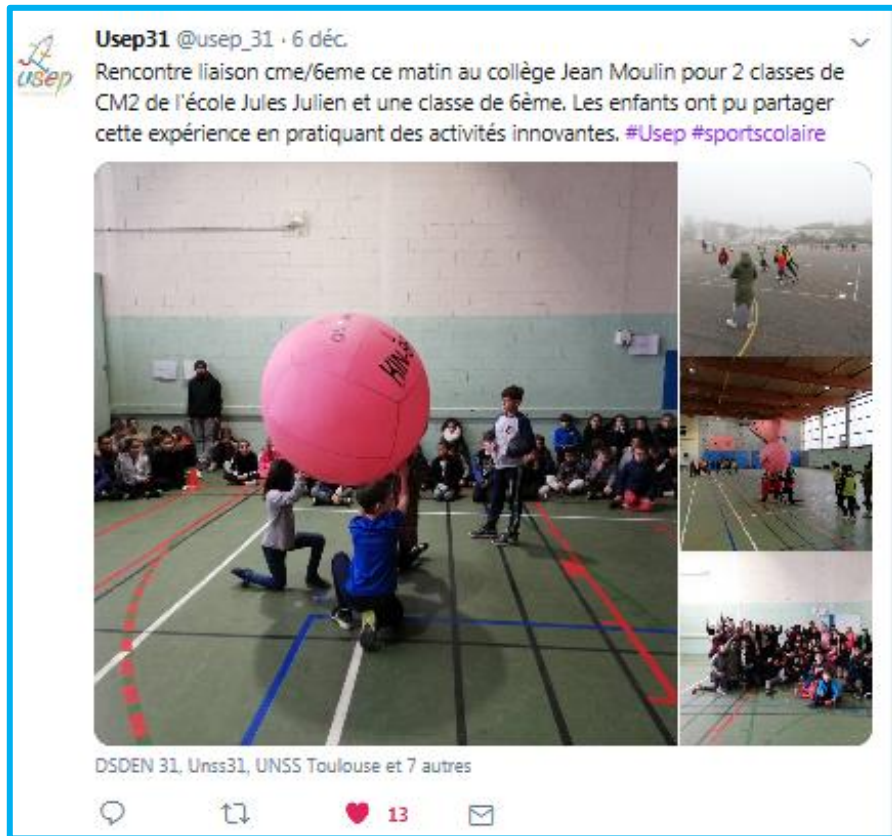 usep
Usep31 @usep_31 · 6 déc.
Rencontre liaison cme/6eme ce matin au collège Jean Moulin pour 2 classes de
CM2 de l'école Jules Julien et une classe de 6ème. Les enfants ont pu partager
cette expérience en pratiquant des activités innovantes. #Usep #sportscolaire
DSDEN 31, Unss31, UNSS Toulouse et 7 autres
13